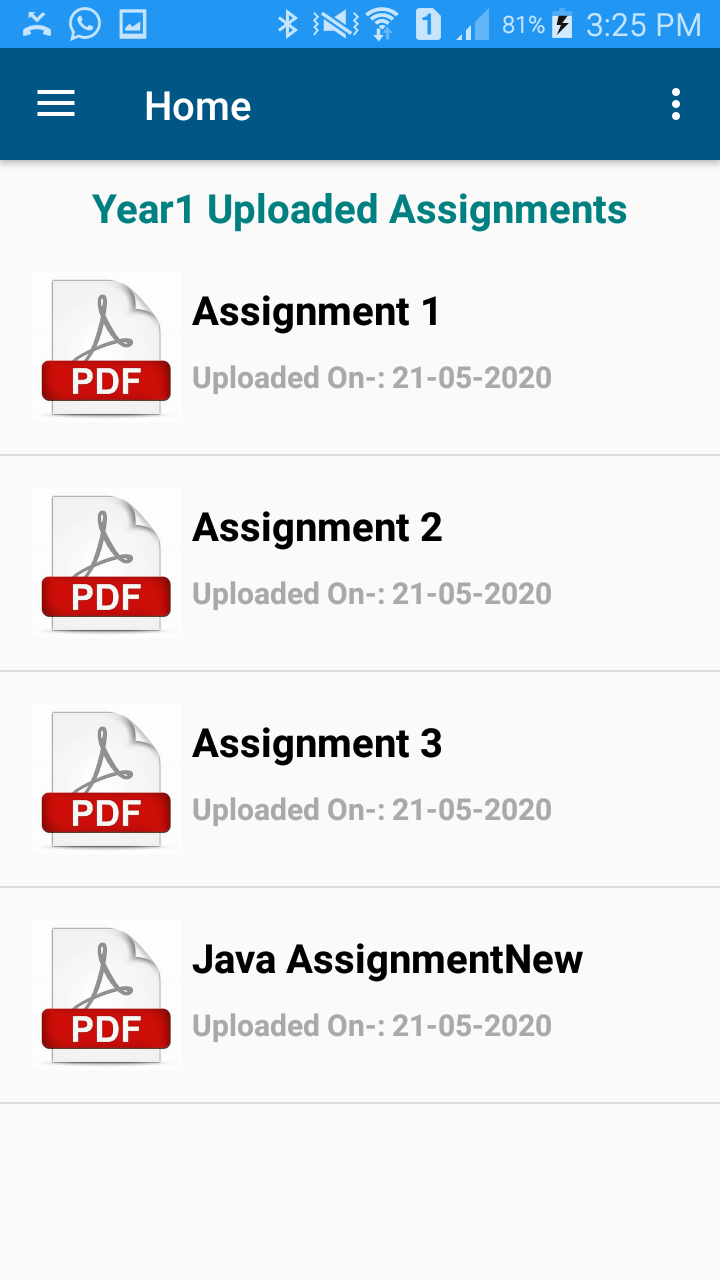 1 81% 3:25 PM
Home
Year1 Uploaded Assignments
PDF
Assignment 1
Uploaded On-: 21-05-2020
PDF
Assignment 2
Uploaded On-: 21-05-2020
PDF
Assignment 3
Uploaded On-: 21-05-2020
PDF
Java AssignmentNew
Uploaded On-: 21-05-2020